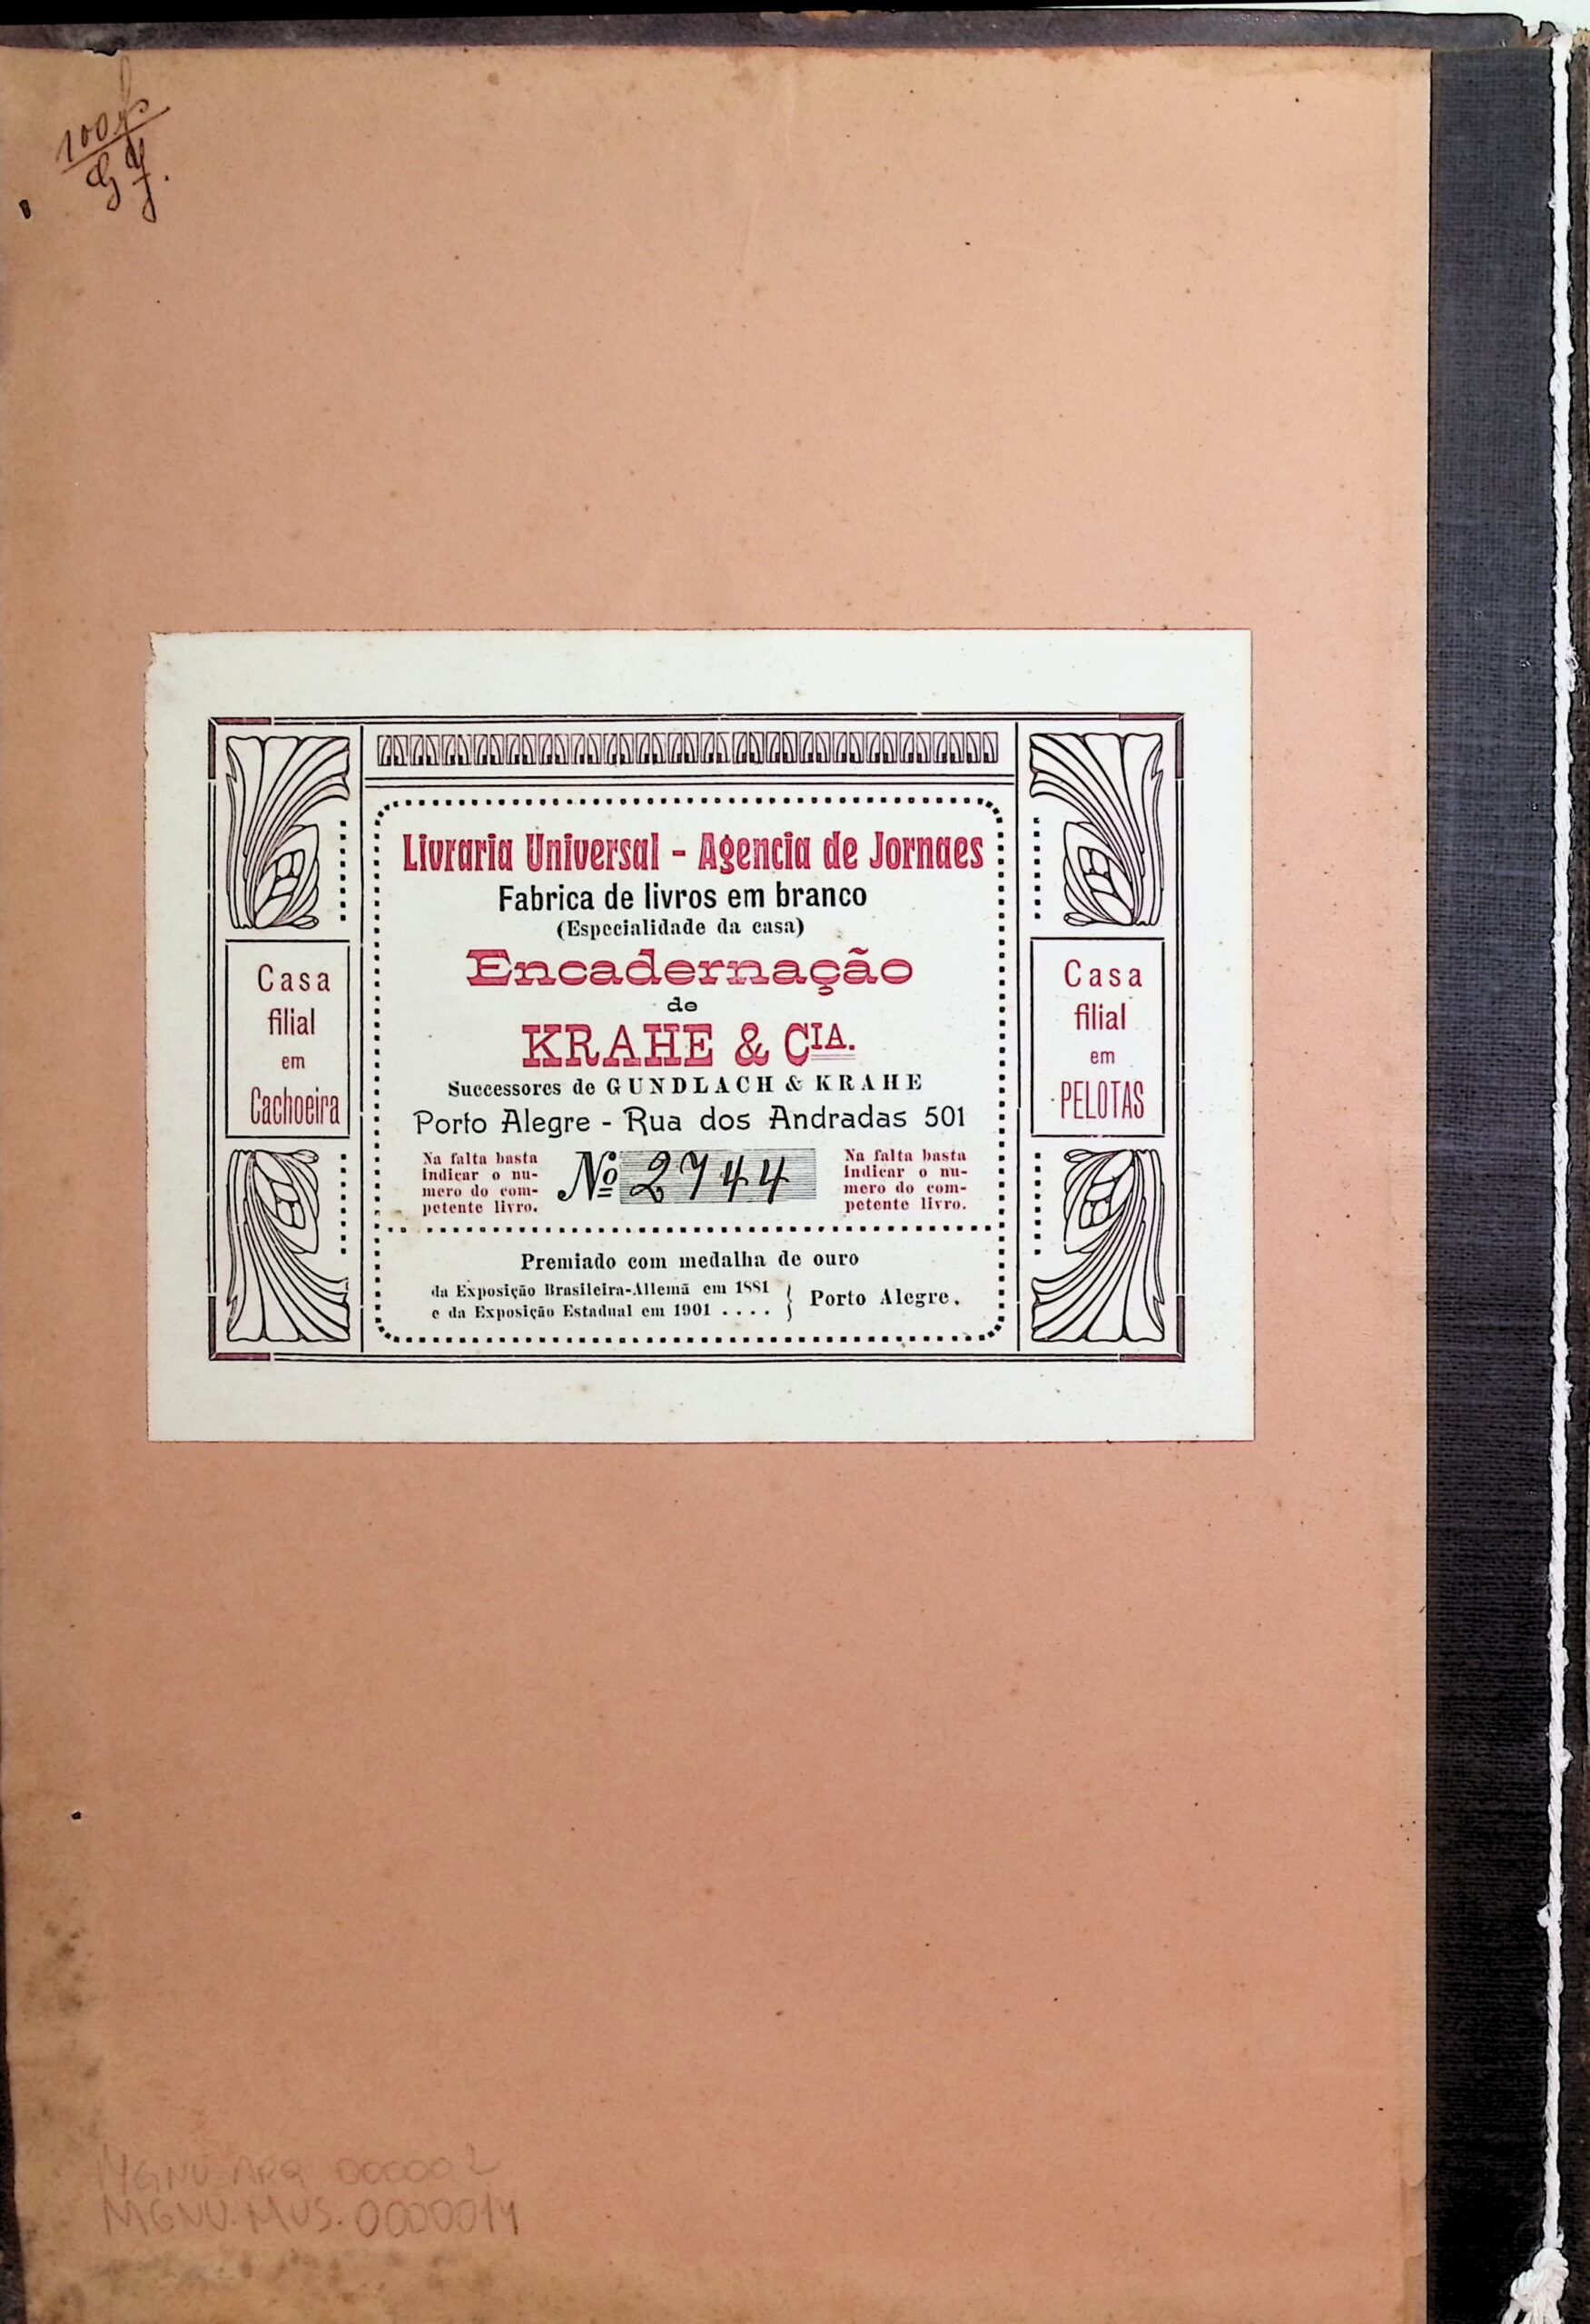 Livraria Universal - Agencia de Jornaes
Fabrica de livros em branco
(Especialidade da casa)
Encadernação
de
KRAHE & CIA.
Successores de GUNDLACH & KRAHE
Porto Alegre - Rua dos Andradas 501
Na falta basta
indicar o nu-
mero do com-
petente livro.
Nº 2744
Na falta basta
indicar o nu-
mero do com-
petente livro.
Premiado com medalha de ouro
da Exposição Brasileira-Allemã em 1881
e da Exposição Estadual em 1901 . . . .
} Porto Alegre.
Casa
filial
em
Cachoeira
Casa
filial
em
PELOTAS
MGNU ARQ 000002
MGNU.MUS.0000014